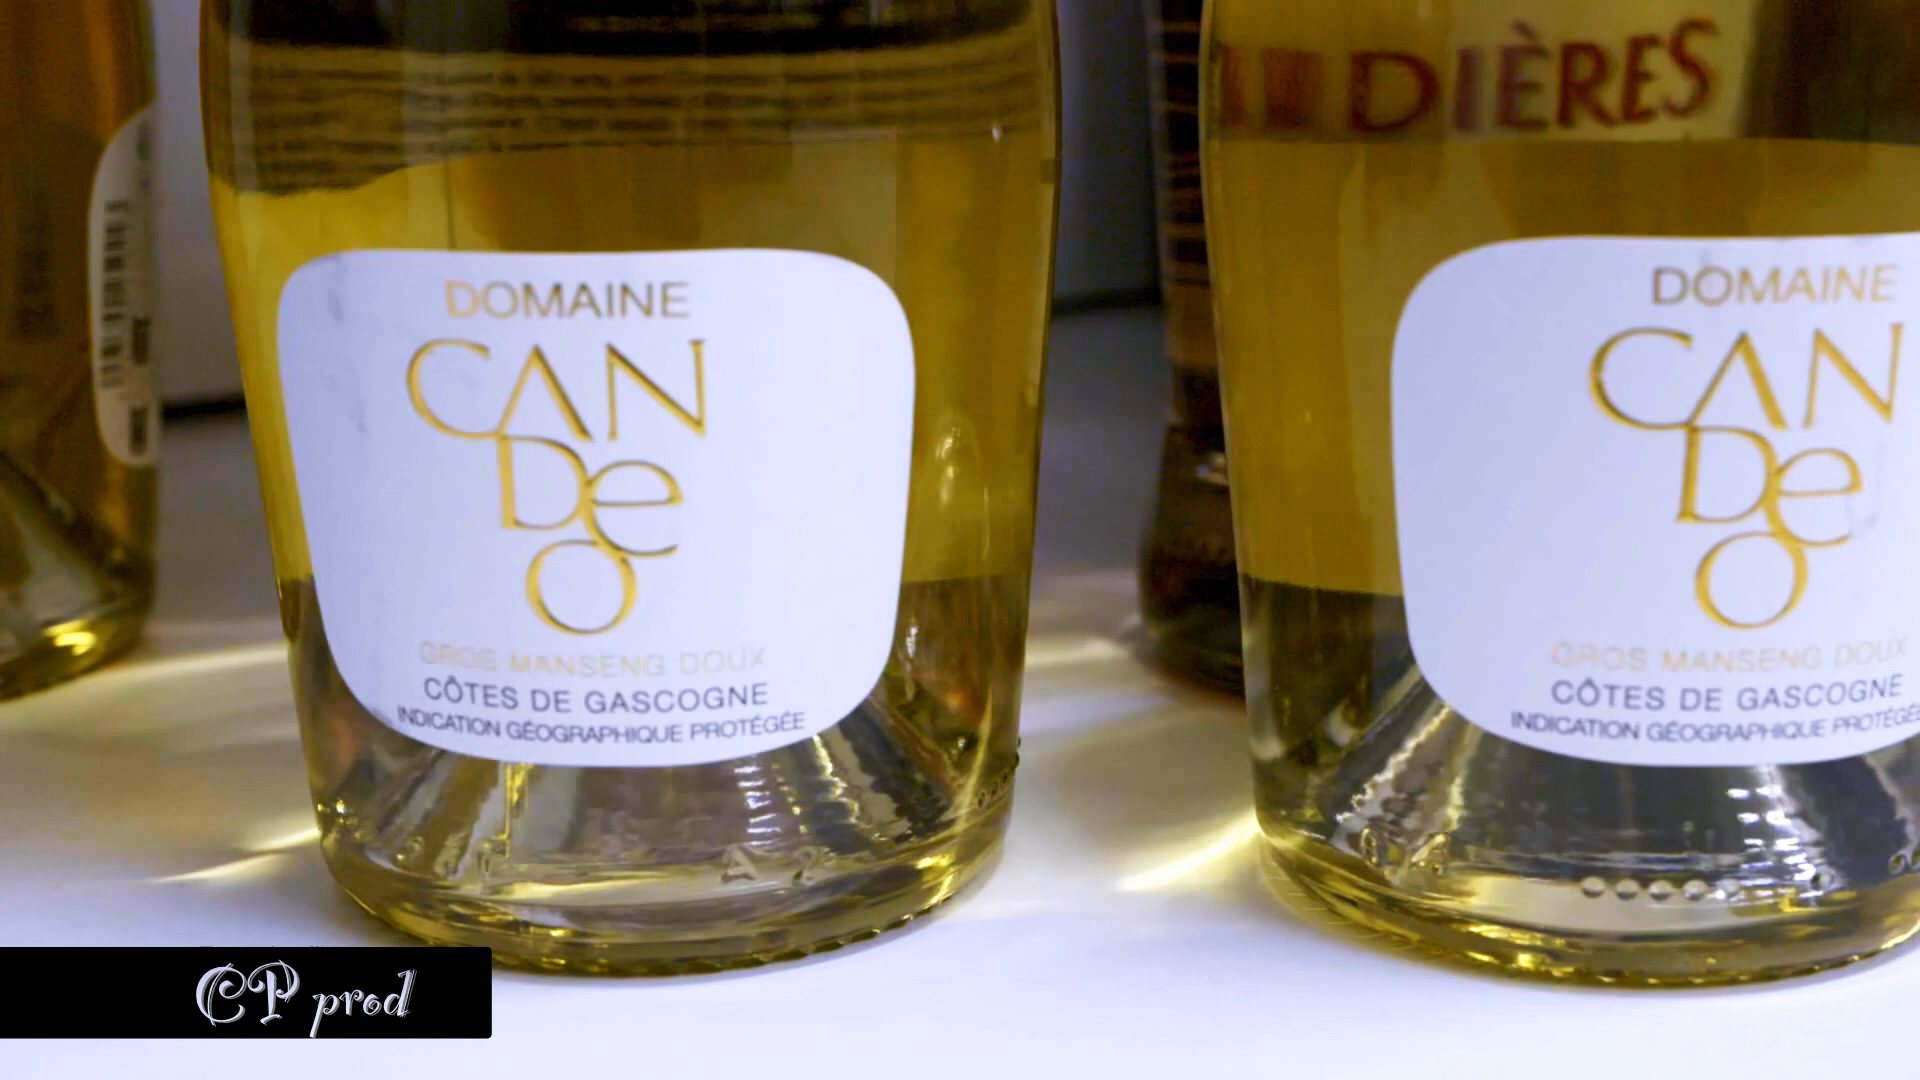 DIÈRES
DOMAINE
CAN
De
O
GROS MANSENG DOUX
CÔTES DE GASCOGNE
INDICATION GÉOGRAPHIQUE PROTÉGÉE
DOMAINE
CAN
De
O
GROS MANSENG DOUX
CÔTES DE GASCOGNE
INDICATION GÉOGRAPHIQUE PROTÉGÉE
CP prod